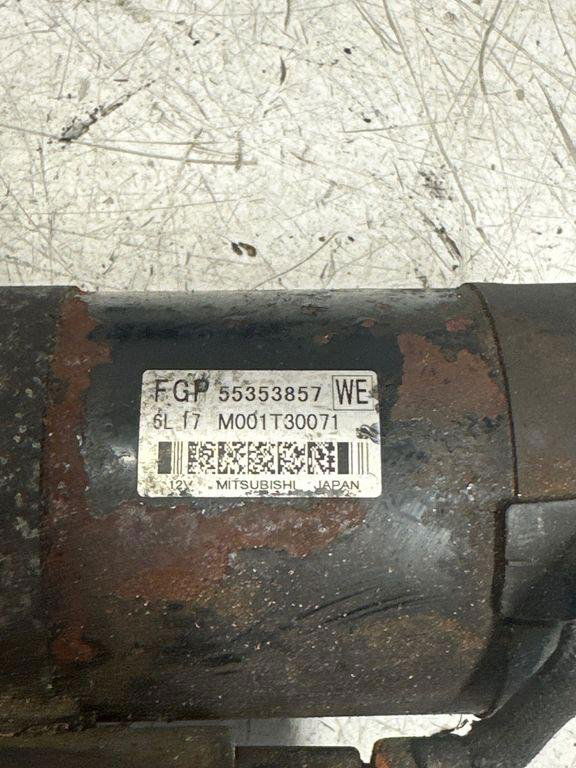 FGP 55353857 WE
6L17 M001T30071
12V MITSUBISHI JAPAN